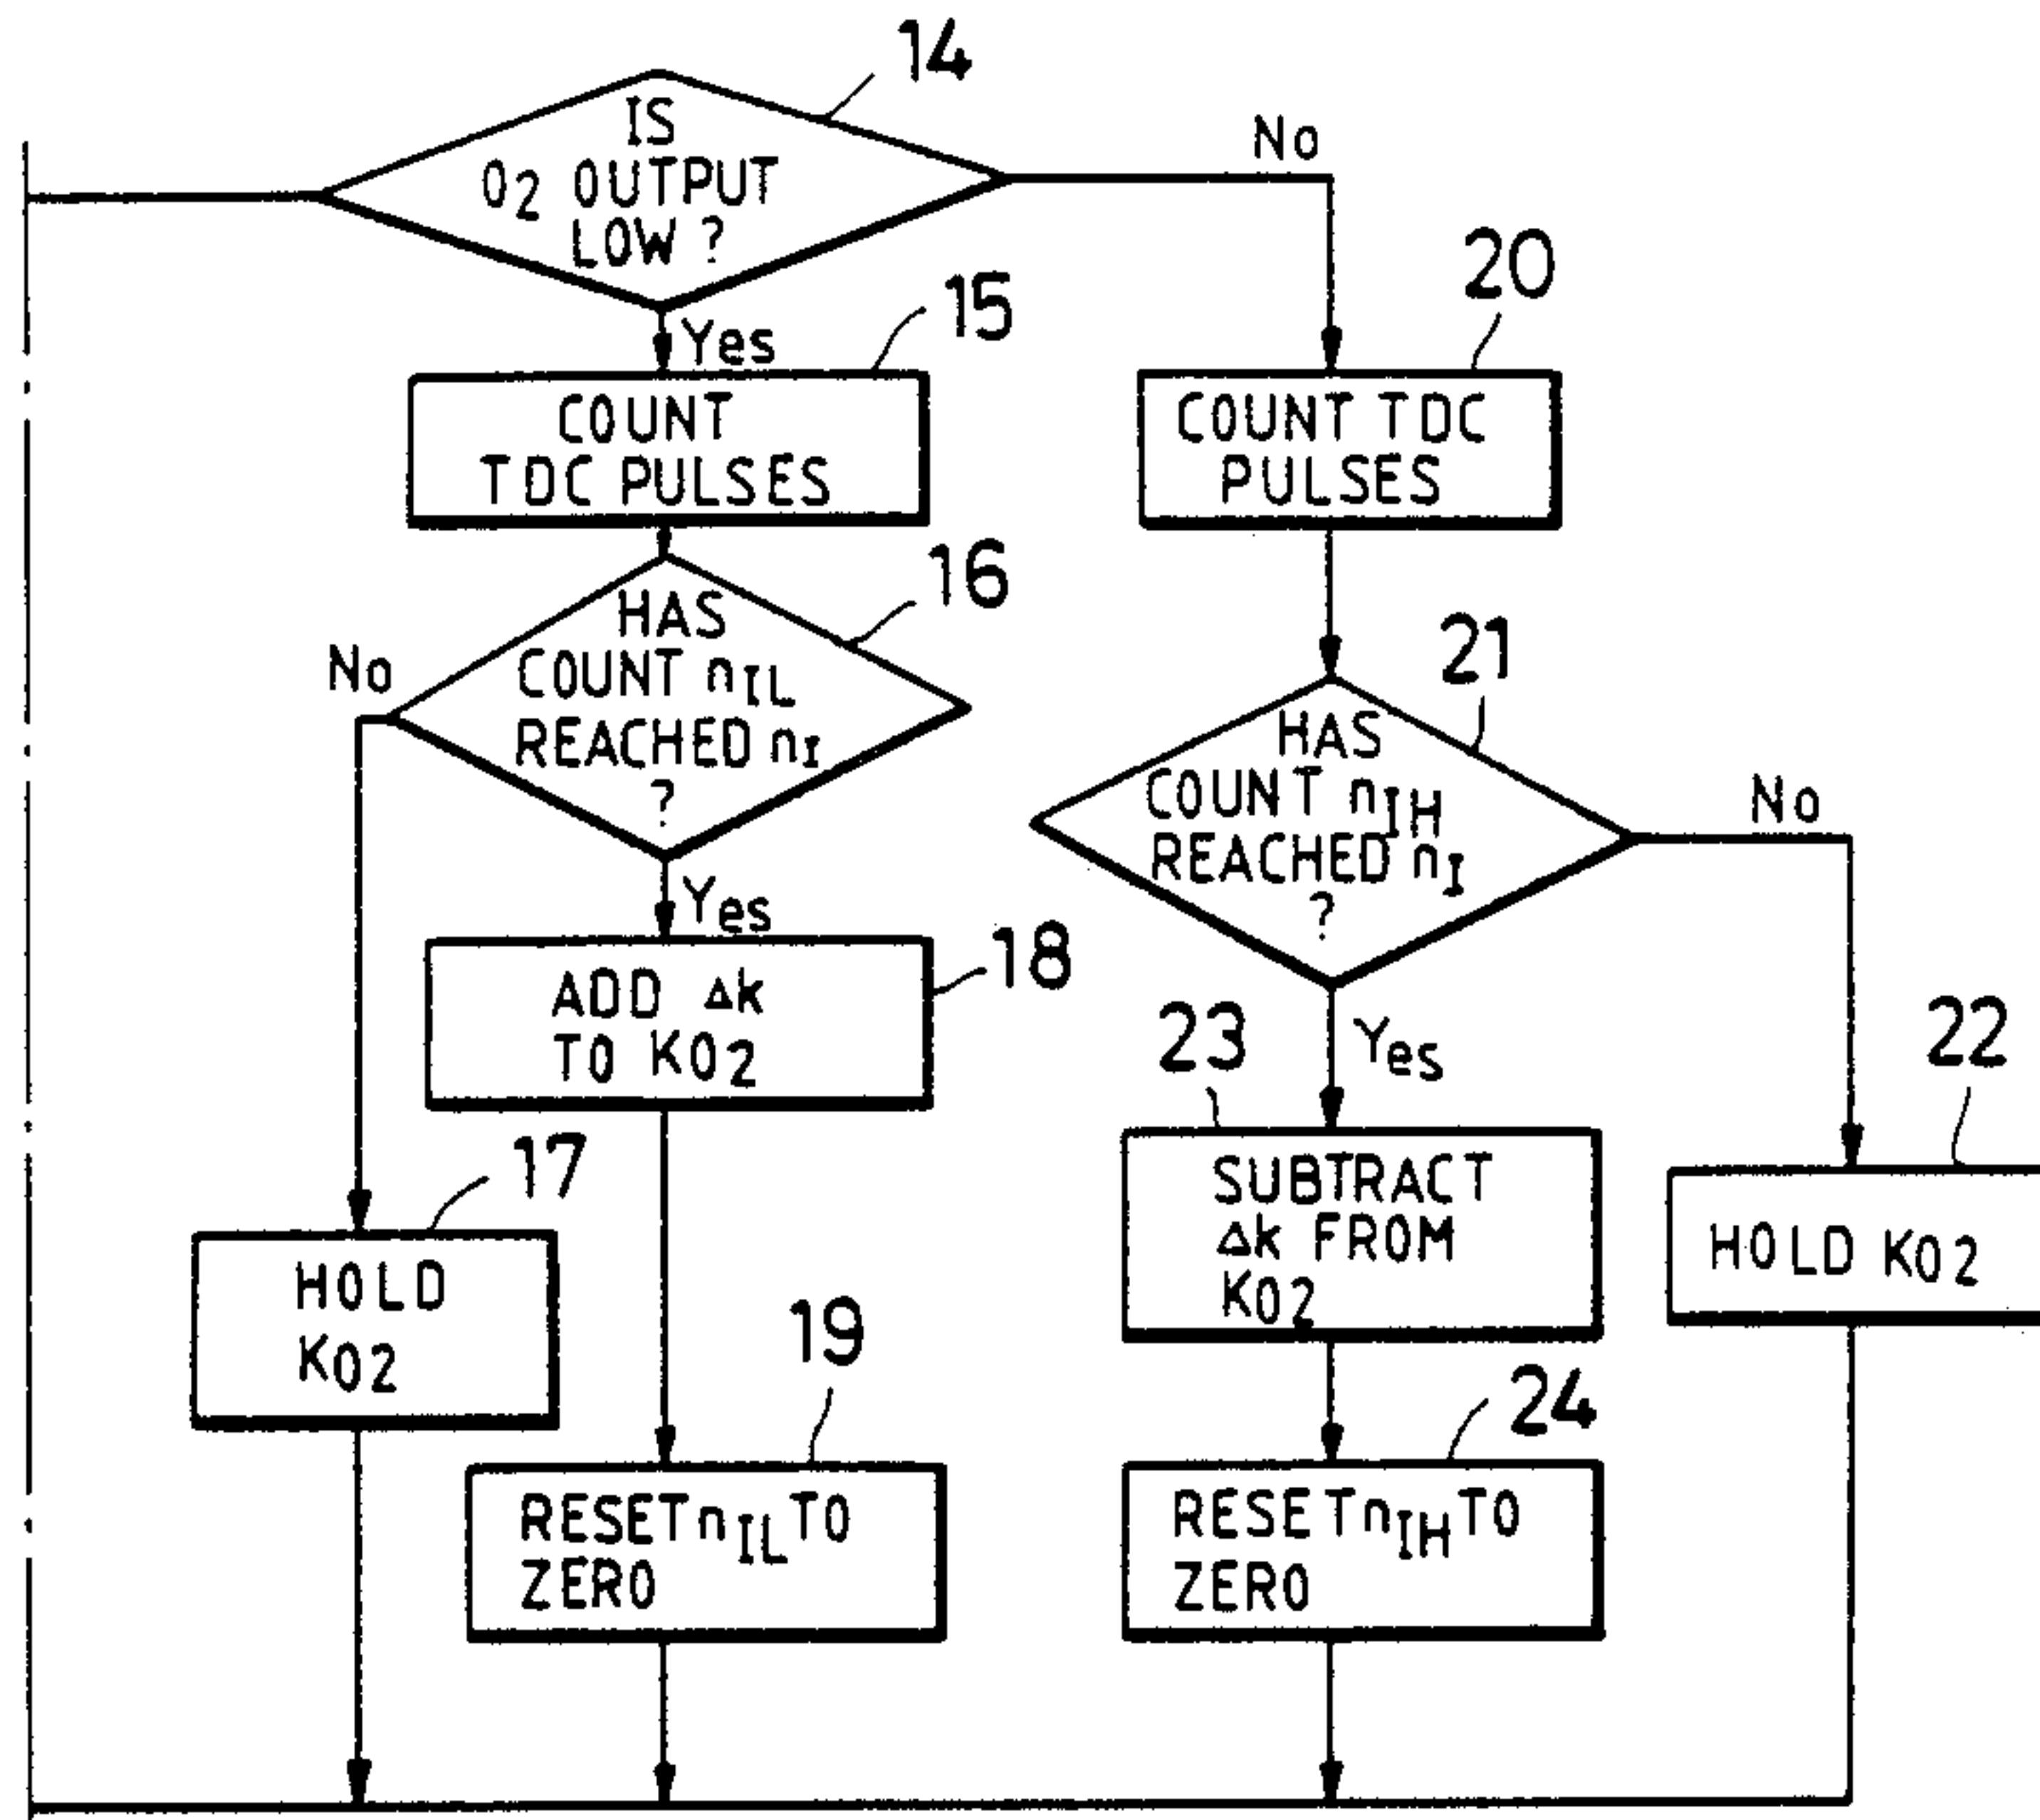 14
IS
O2 OUTPUT
LOW ?
No
Yes
15
COUNT
TDC PULSES
20
COUNT TDC
PULSES
16
HAS
COUNT nIL
REACHED nI
?
No
Yes
21
HAS
COUNT nIH
REACHED nI
?
No
Yes
18
ADD Δk
TO KO2
17
HOLD
KO2
23
SUBTRACT
Δk FROM
KO2
22
HOLD KO2
19
RESET nIL TO
ZERO
24
RESET nIH TO
ZERO